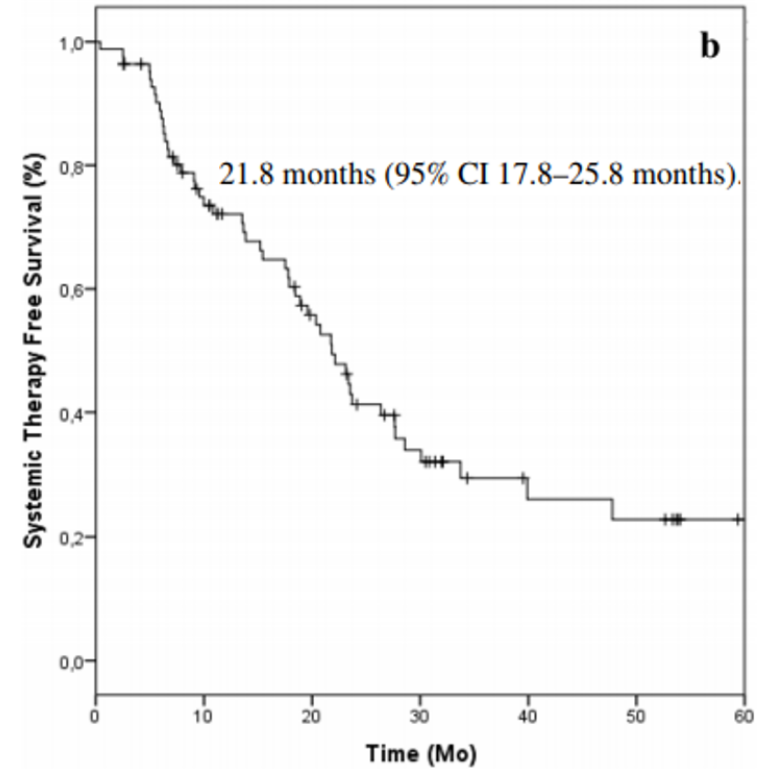 b
1,0
21.8 months (95% CI 17.8–25.8 months).
0,8
0,6
0,4
0,2
0,0
Systemic Therapy Free Survival (%)
0 10 20 30 40 50 60
Time (Mo)